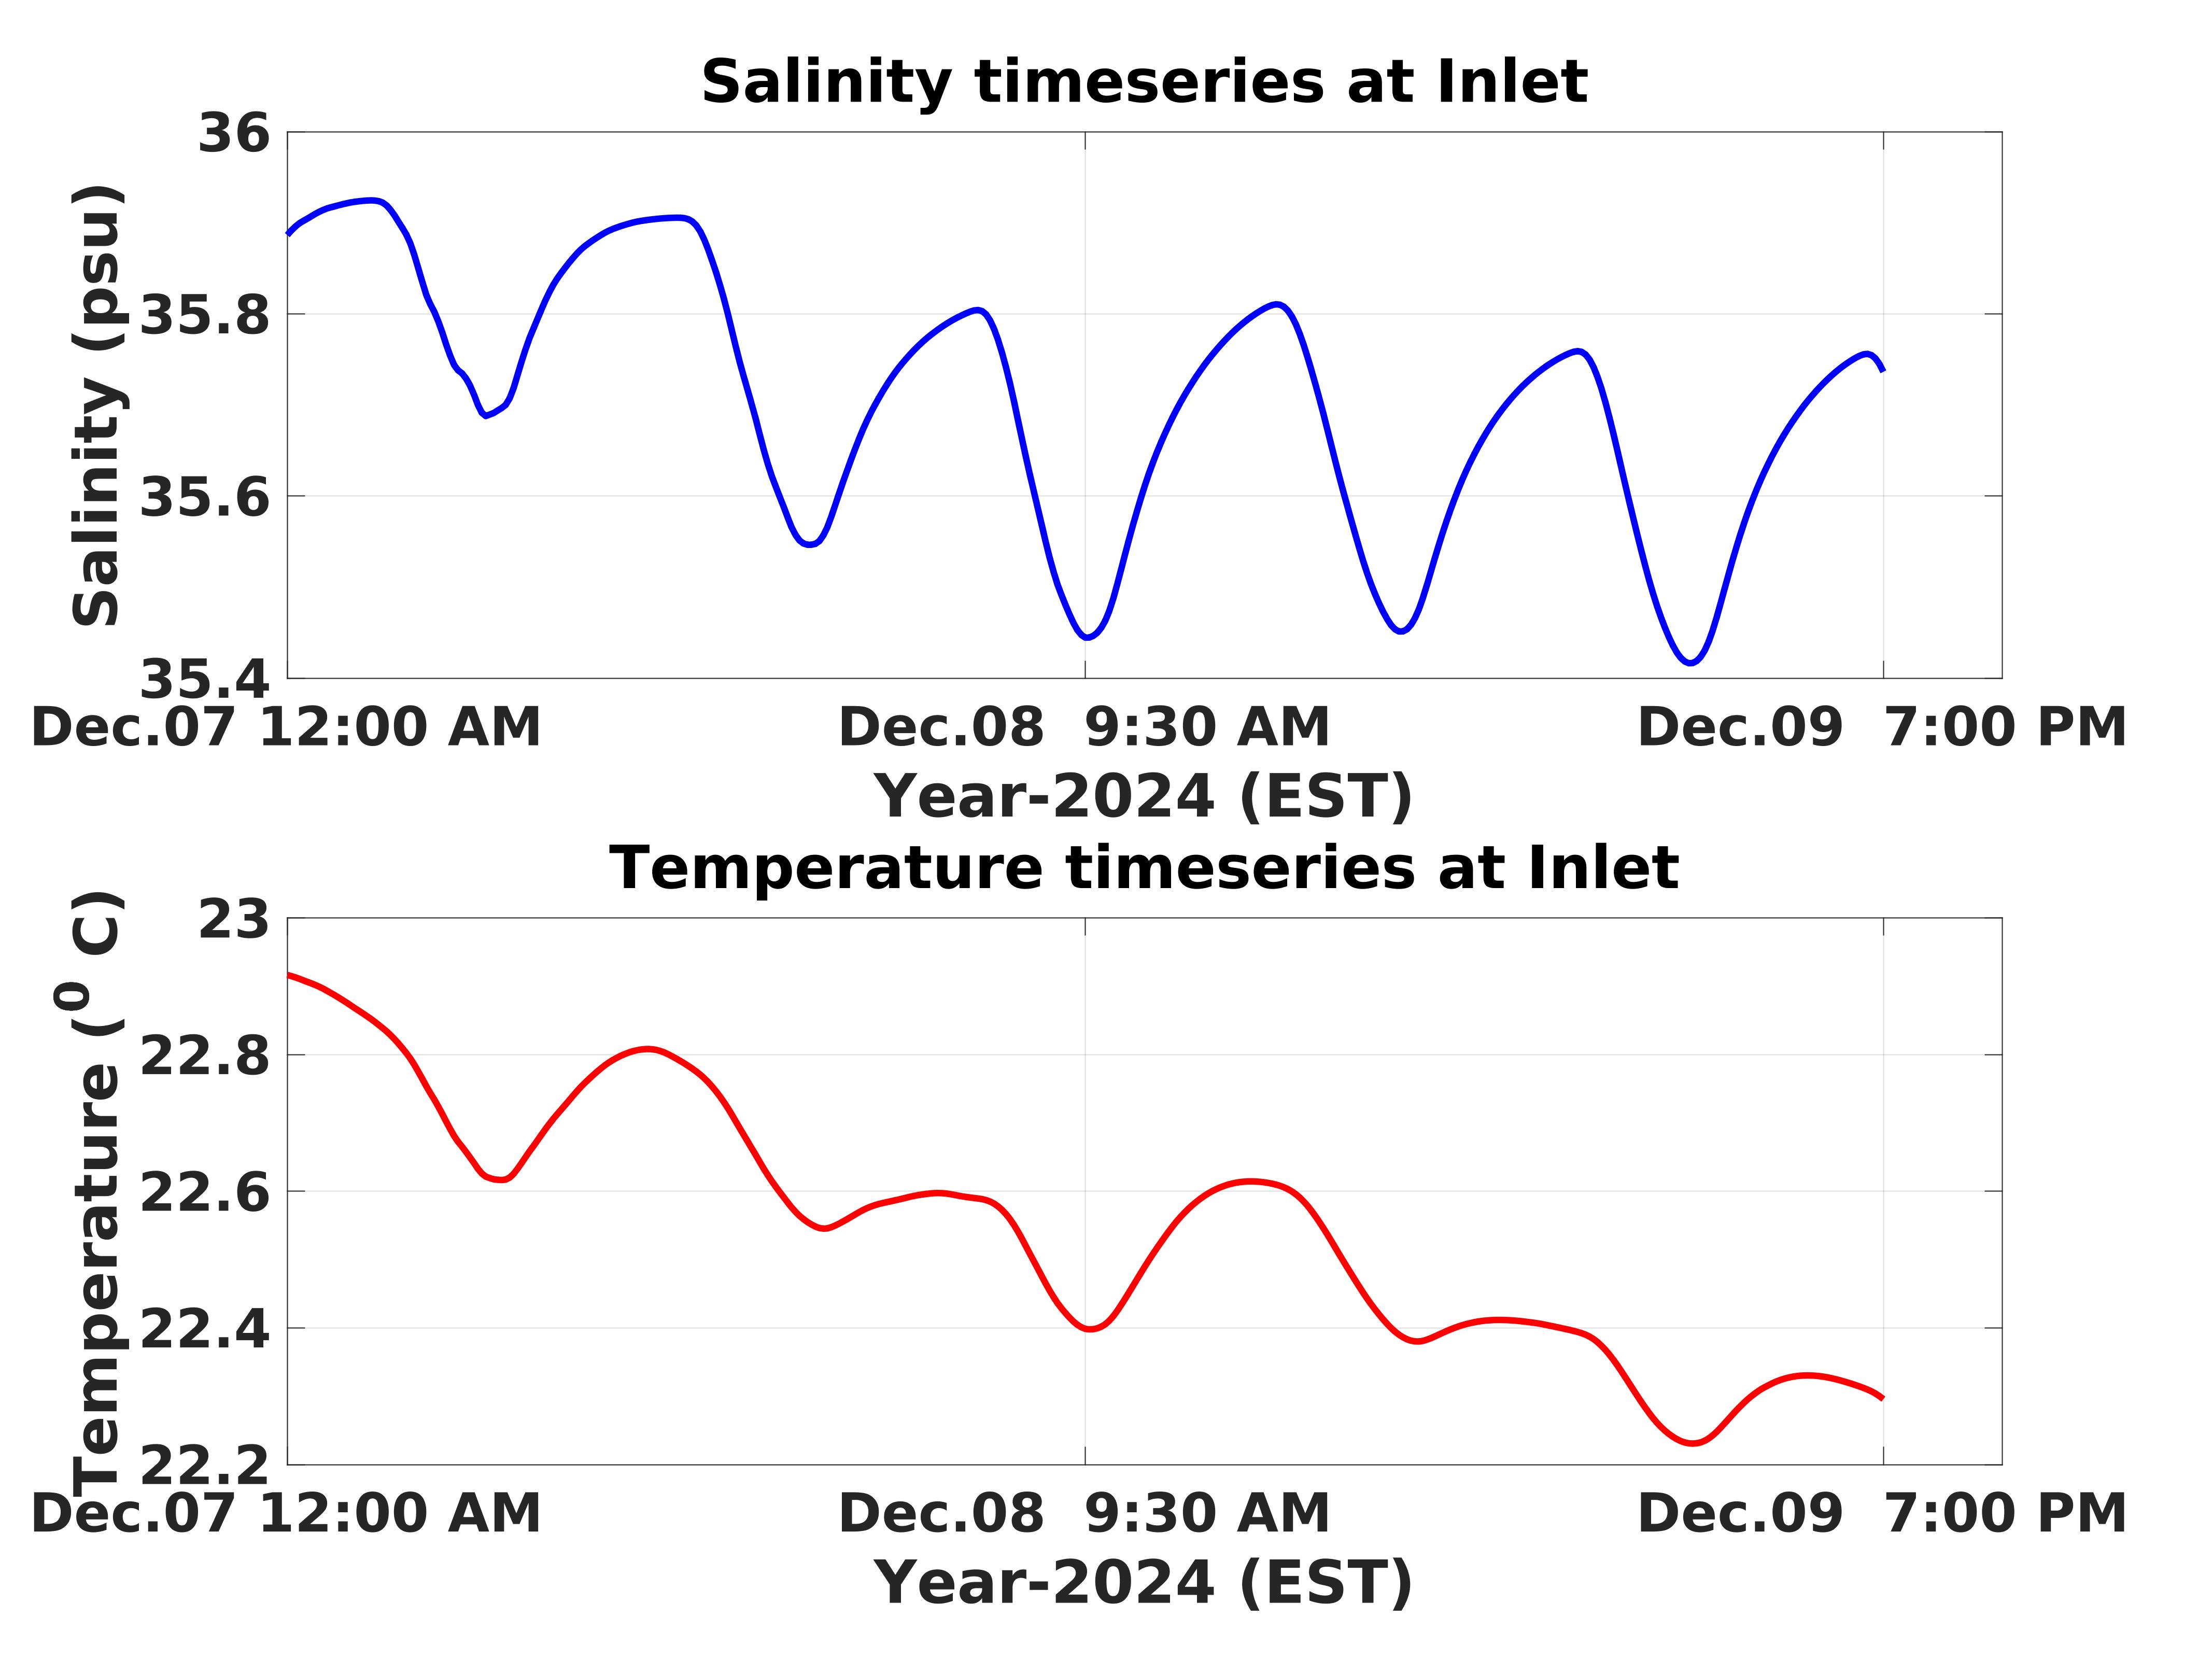 Salinity timeseries at Inlet
Salinity (psu)
36
35.8
35.6
35.4
Dec.07 12:00 AM
Dec.08  9:30 AM
Dec.09  7:00 PM
Year-2024 (EST)
Temperature timeseries at Inlet
Temperature (⁰ C)
23
22.8
22.6
22.4
22.2
Dec.07 12:00 AM
Dec.08  9:30 AM
Dec.09  7:00 PM
Year-2024 (EST)